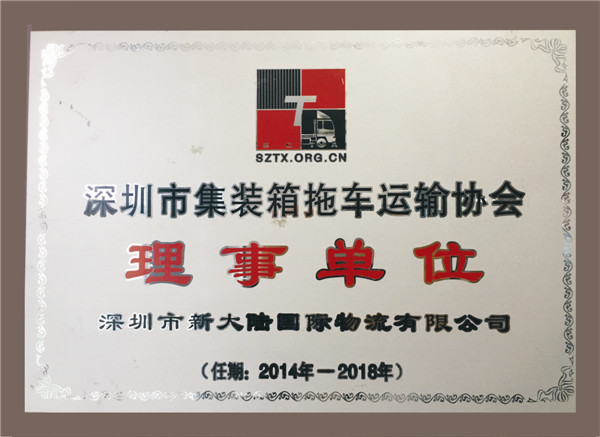 T
SZTX.ORG.CN
深圳市集装箱拖车运输协会
理事单位
深圳市新大陆国际物流有限公司
（任期：2014年－2018年）